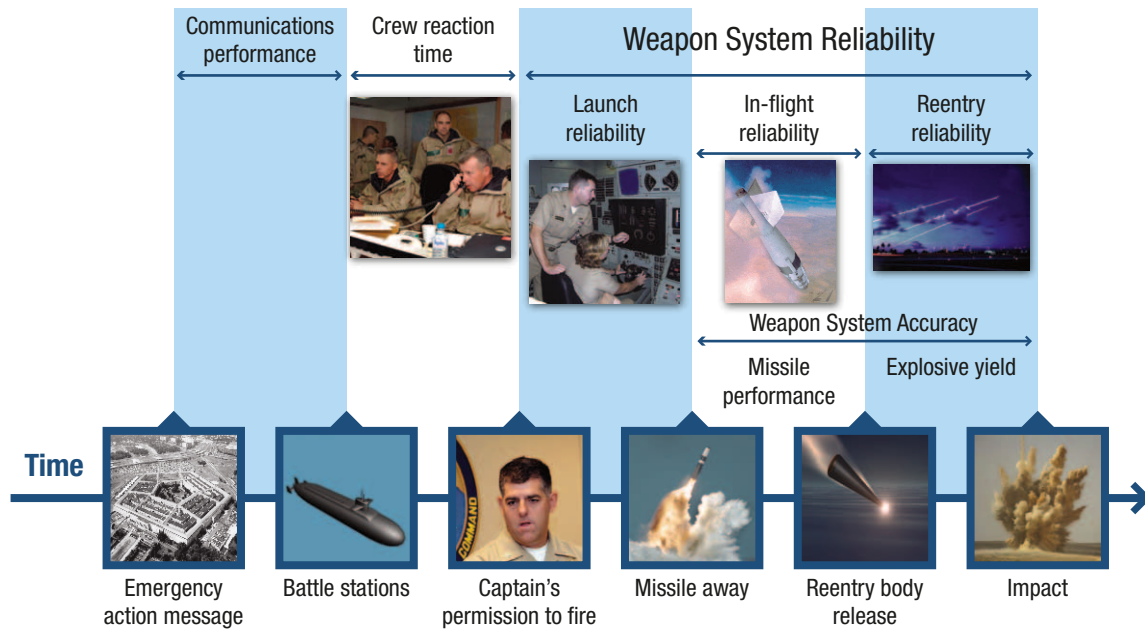 Communications
performance
Crew reaction
time
Weapon System Reliability
Launch
reliability
In-flight
reliability
Reentry
reliability
Weapon System Accuracy
Missile
performance
Explosive yield
Time
COMMAND
Emergency
action message
Battle stations
Captain's
permission to fire
Missile away
Reentry body
release
Impact